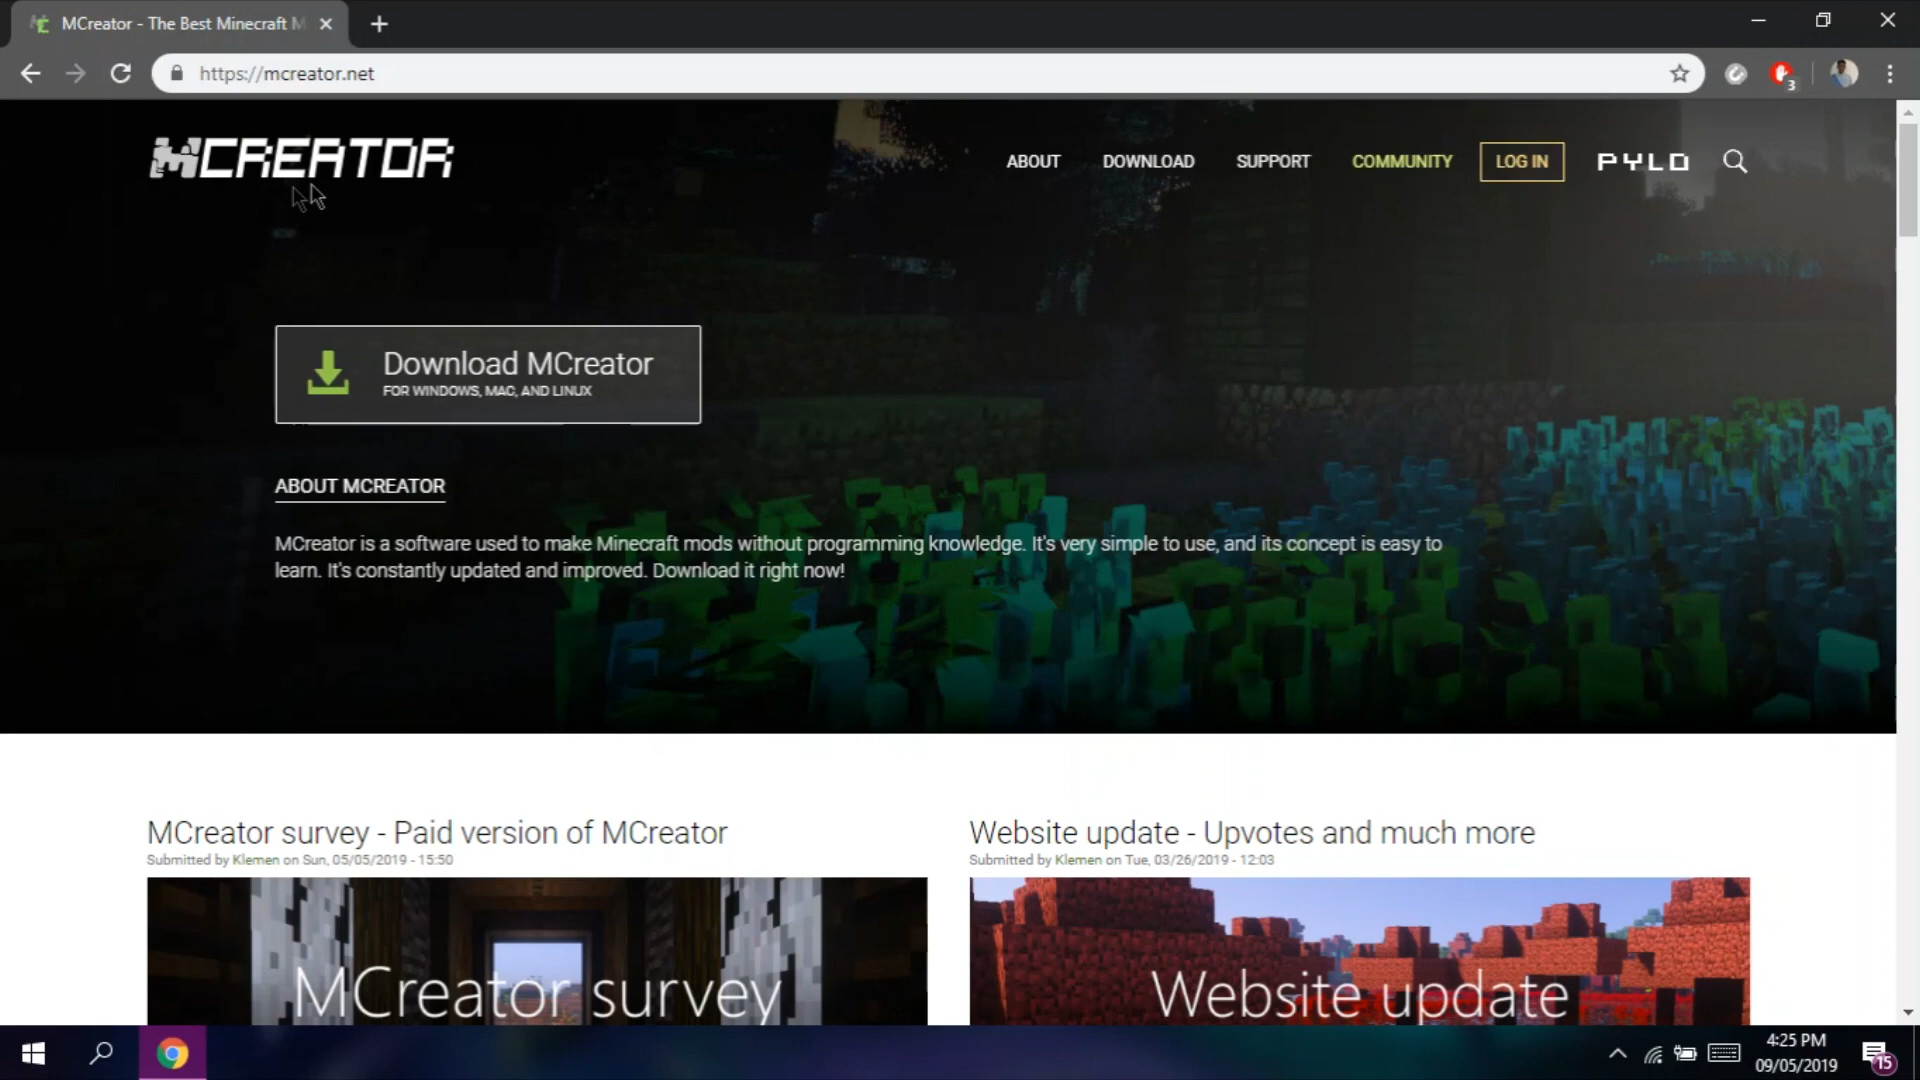 MCreator - The Best Minecraft M
https://mcreator.net
3
MCREATOR
ABOUT
DOWNLOAD
SUPPORT
COMMUNITY
LOG IN
PYLO
Download MCreator
FOR WINDOWS, MAC, AND LINUX
ABOUT MCREATOR
MCreator is a software used to make Minecraft mods without programming knowledge. It's very simple to use, and its concept is easy to
learn. It's constantly updated and improved. Download it right now!
MCreator survey - Paid version of MCreator
Submitted by Klemen on Sun, 05/05/2019 - 15:50
MCreator survey
Website update - Upvotes and much more
Submitted by Klemen on Tue, 03/26/2019 - 12:03
Website update
4:25 PM
09/05/2019
15